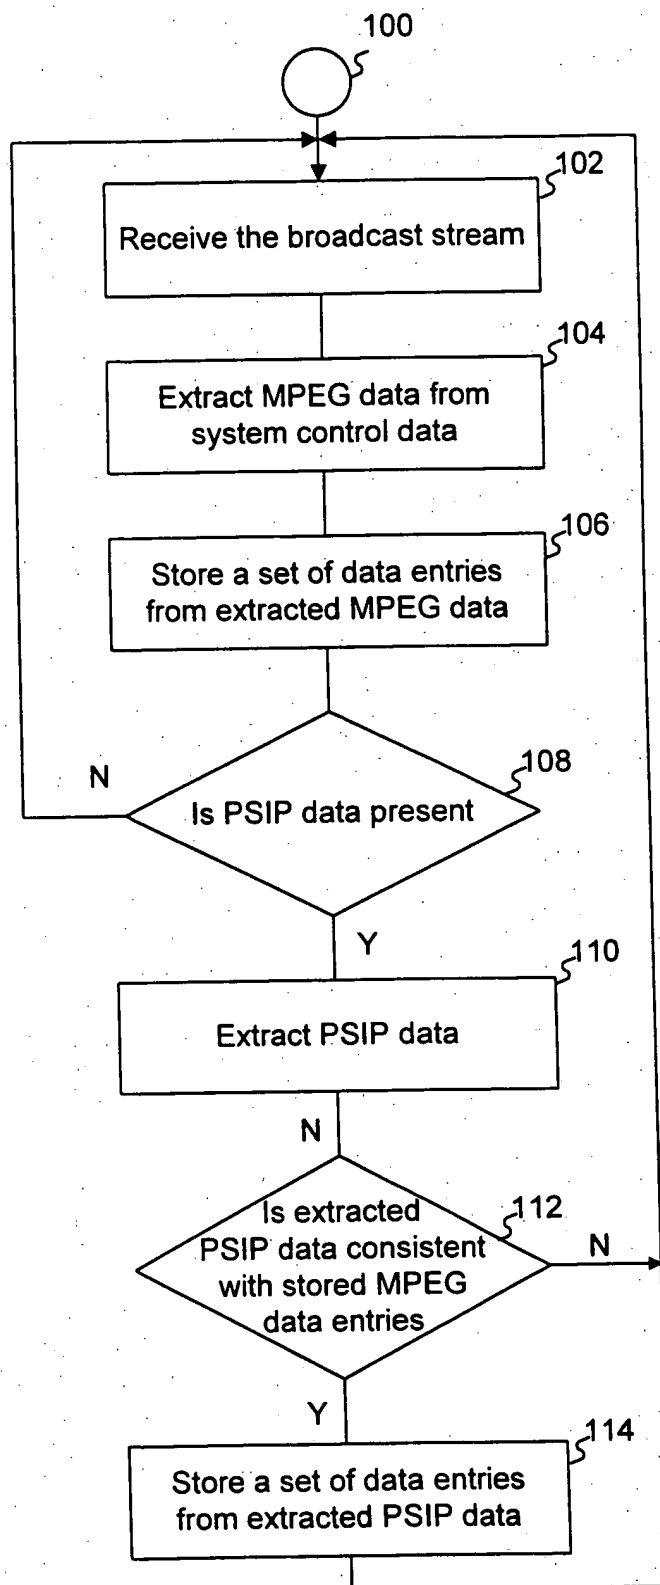 100
102
Receive the broadcast stream
104
Extract MPEG data from
system control data
106
Store a set of data entries
from extracted MPEG data
108
N
Is PSIP data present
Y
110
Extract PSIP data
N
112
Is extracted
PSIP data consistent
with stored MPEG
data entries
N
Y
114
Store a set of data entries
from extracted PSIP data